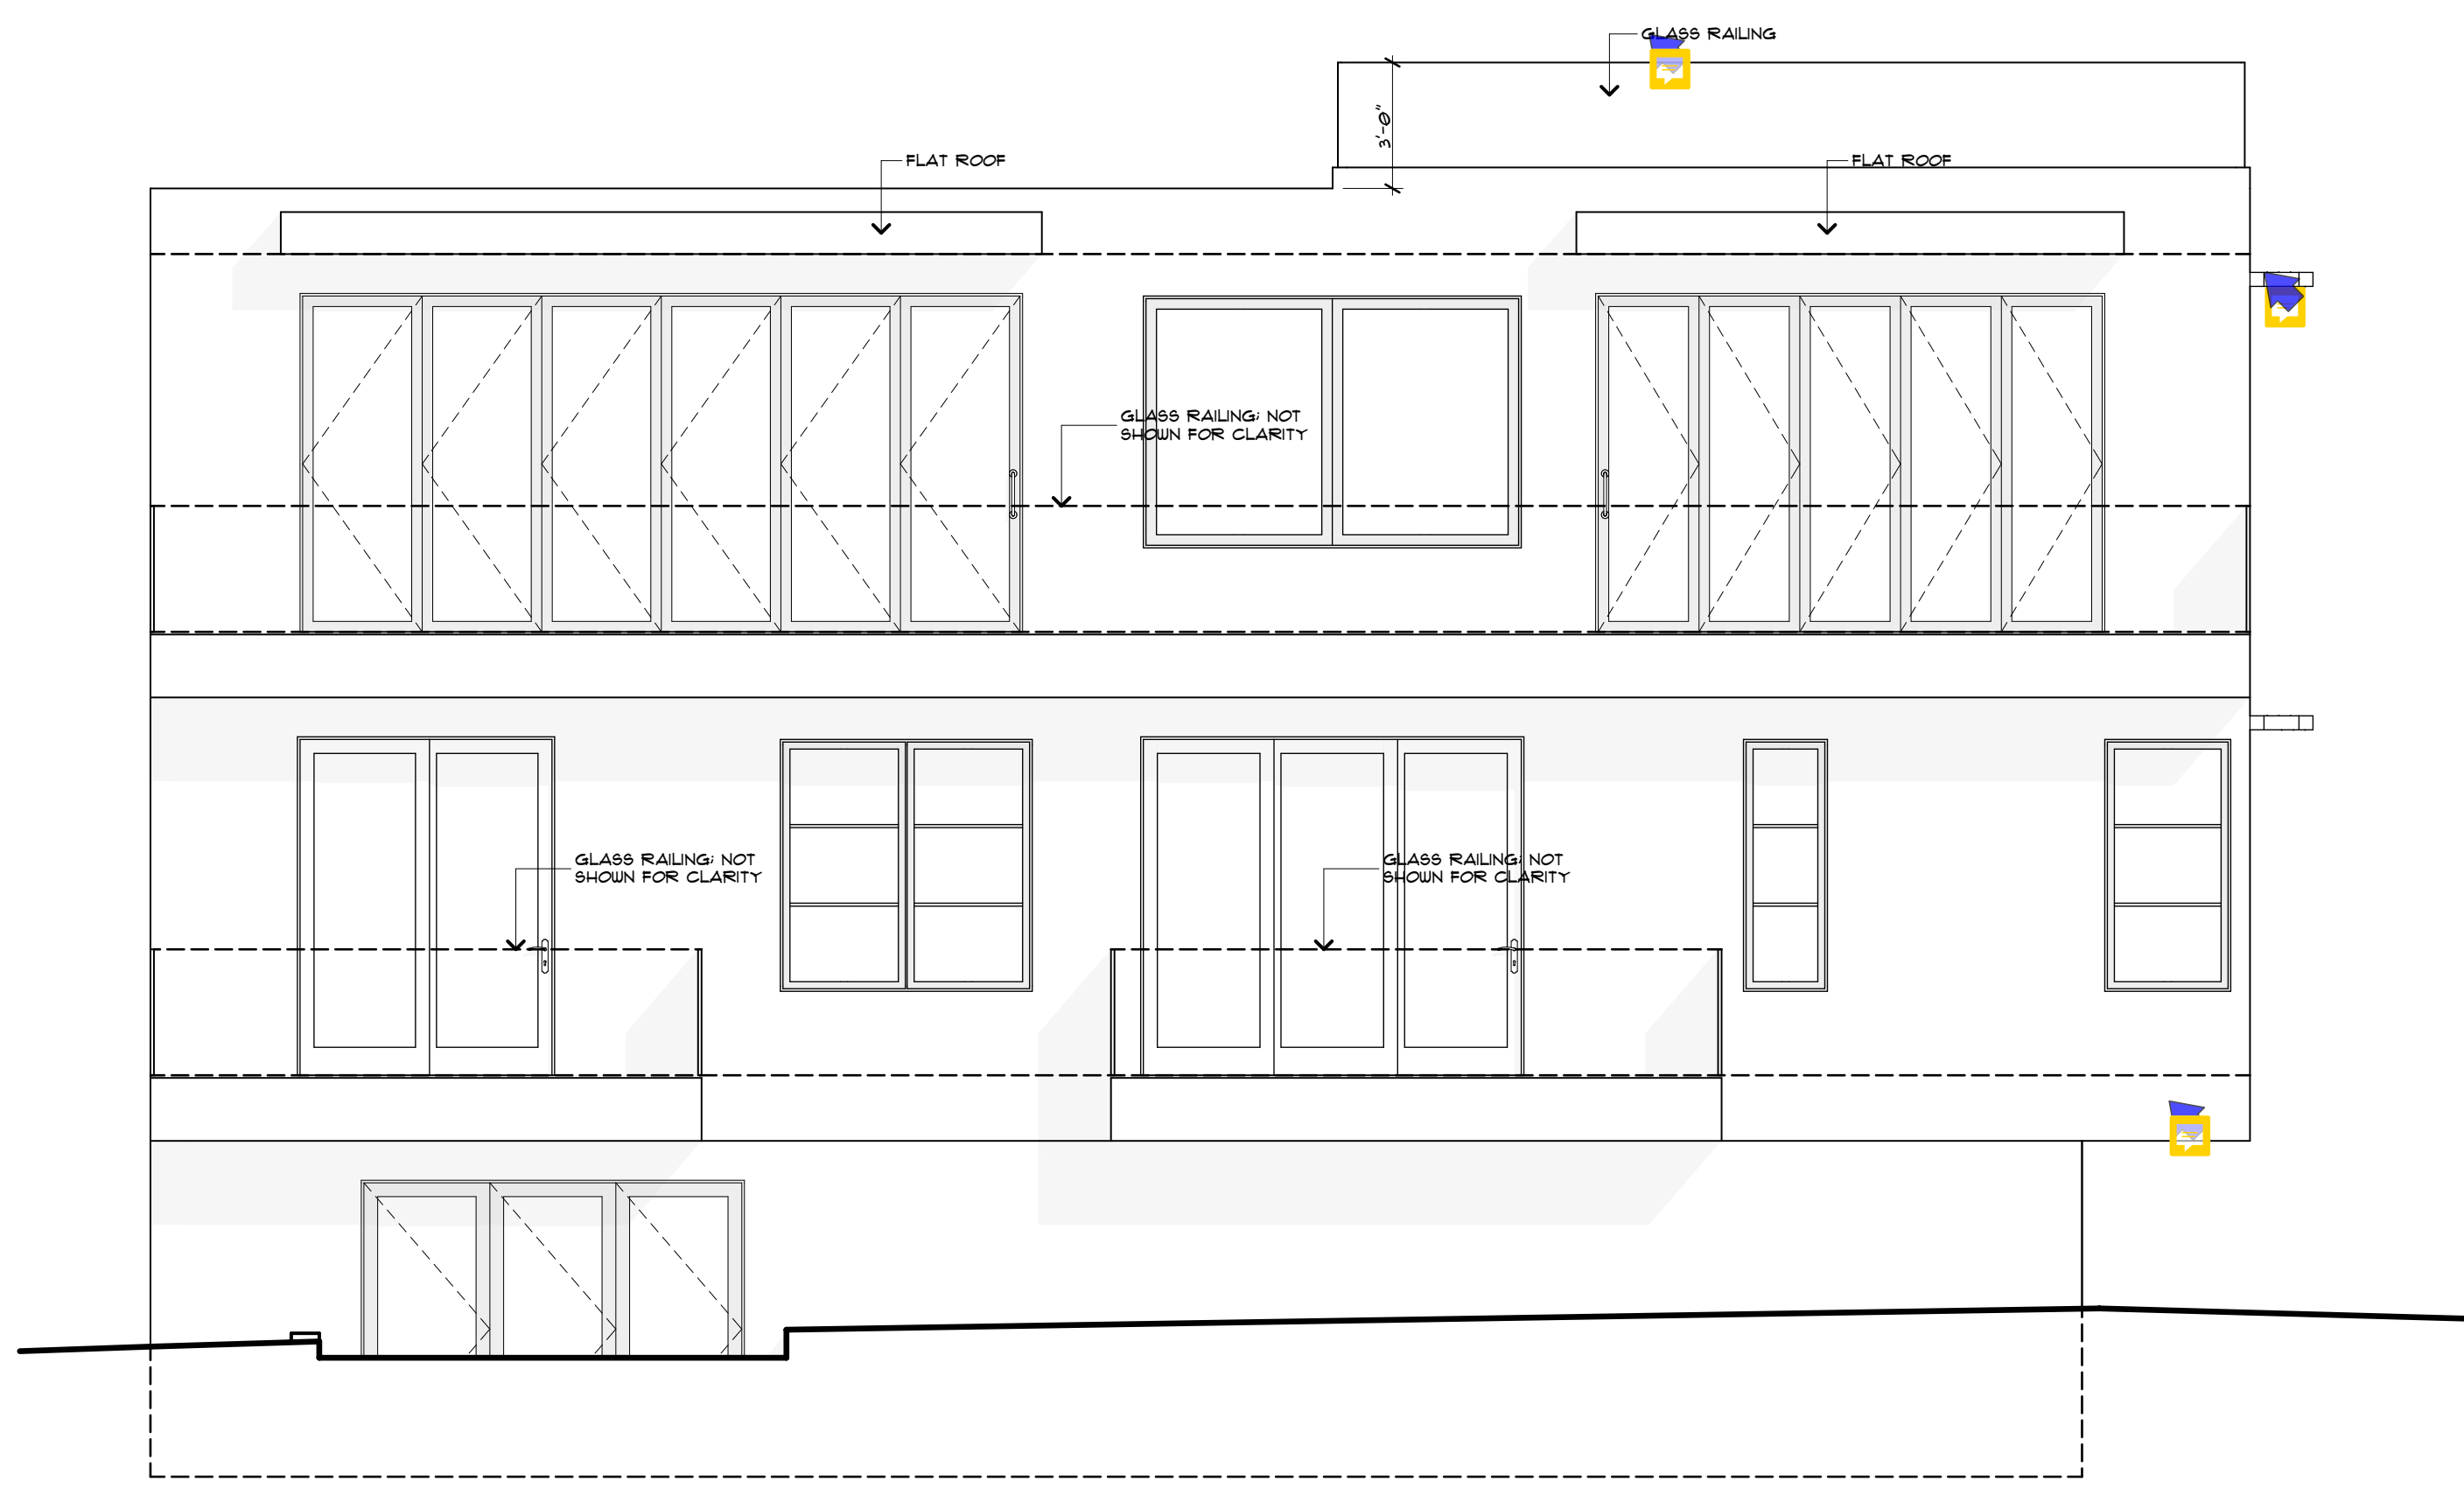 GLASS RAILING
3'-0"
FLAT ROOF
FLAT ROOF
GLASS RAILING; NOT
SHOWN FOR CLARITY
GLASS RAILING; NOT
SHOWN FOR CLARITY
GLASS RAILING; NOT
SHOWN FOR CLARITY